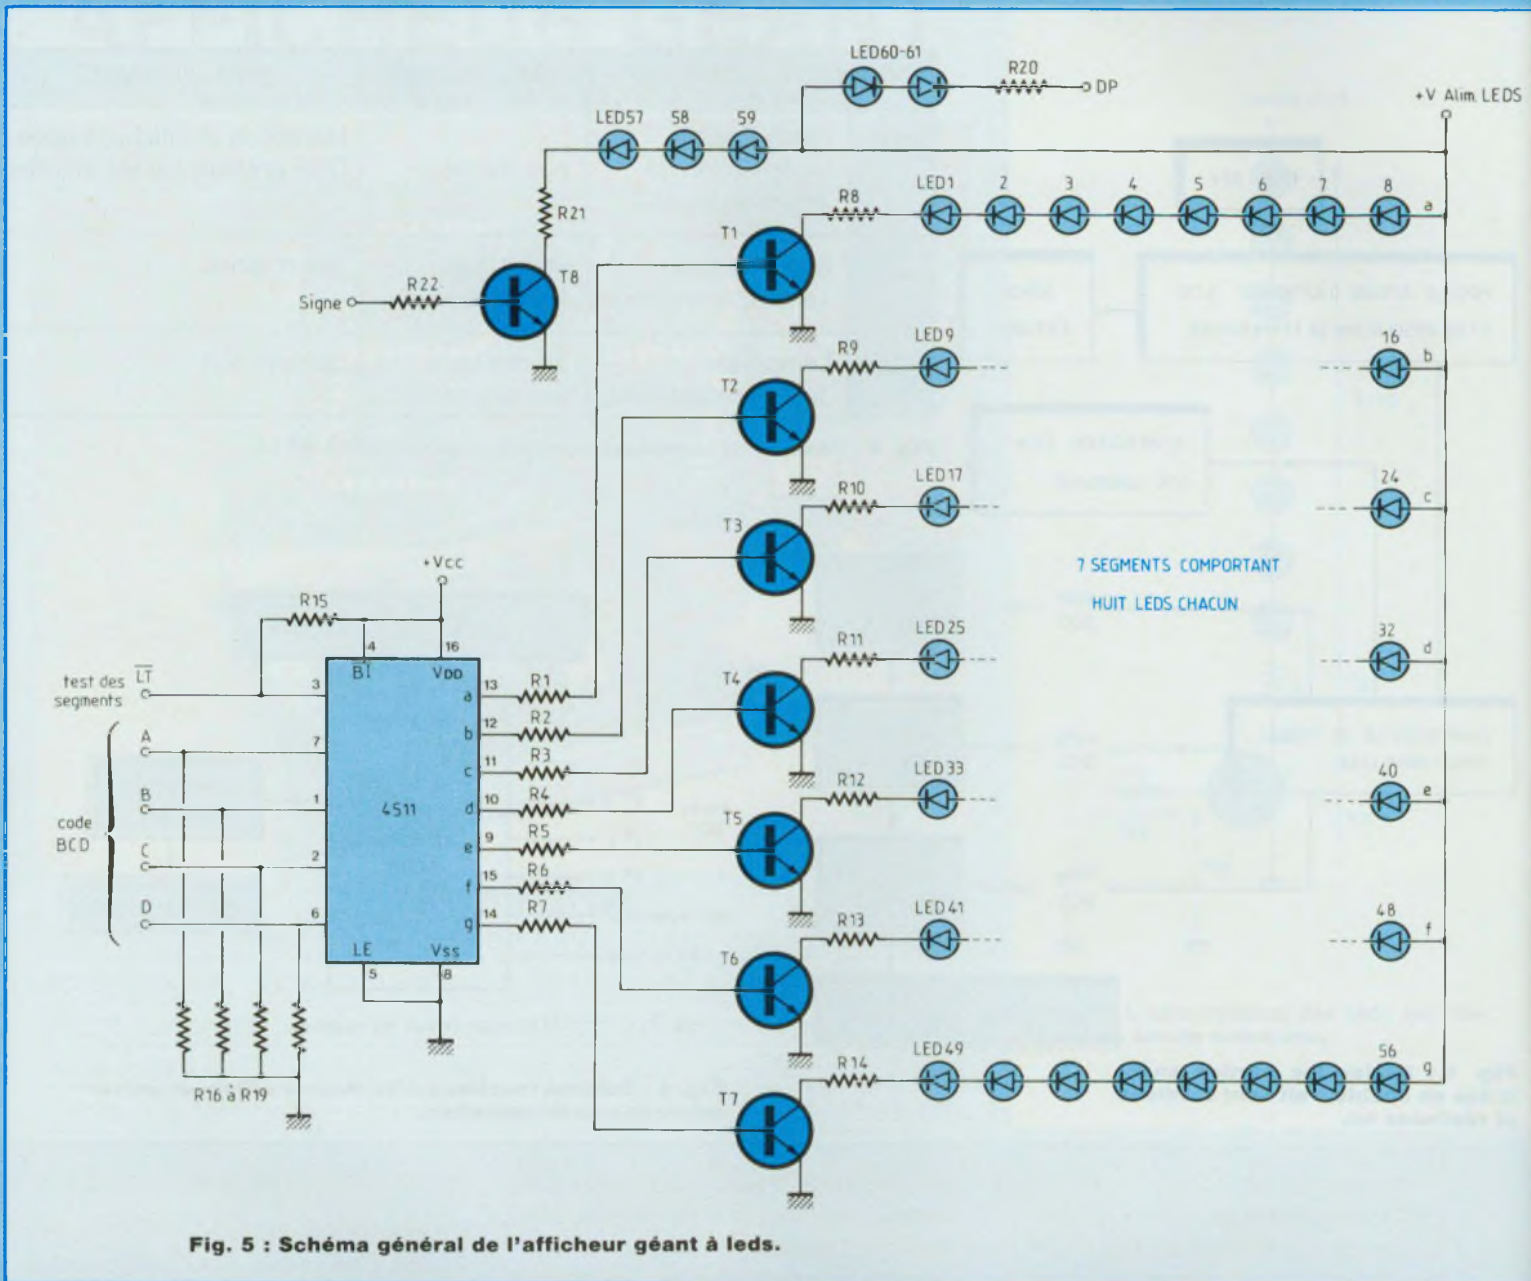 LED60-61
R20
DP
+V Alim. LEDS
LED57
58
59
R21
T8
R22
Signe
R8
LED1
2
3
4
5
6
7
8
a
T1
R9
LED9
16
b
T2
R10
LED17
24
c
T3
7 SEGMENTS COMPORTANT
HUIT LEDS CHACUN
R11
LED25
32
d
T4
R12
LED33
40
e
T5
R13
LED41
48
f
T6
R14
LED49
56
g
T7
+Vcc
R15
4
16
BI
VDD
test des
segments
LT
3
code
BCD
A
7
B
1
C
2
D
6
4511
a
13
R1
b
12
R2
c
11
R3
d
10
R4
e
9
R5
f
15
R6
g
14
R7
LE
Vss
5
8
R16 à R19
Fig. 5 : Schéma général de l'afficheur géant à leds.